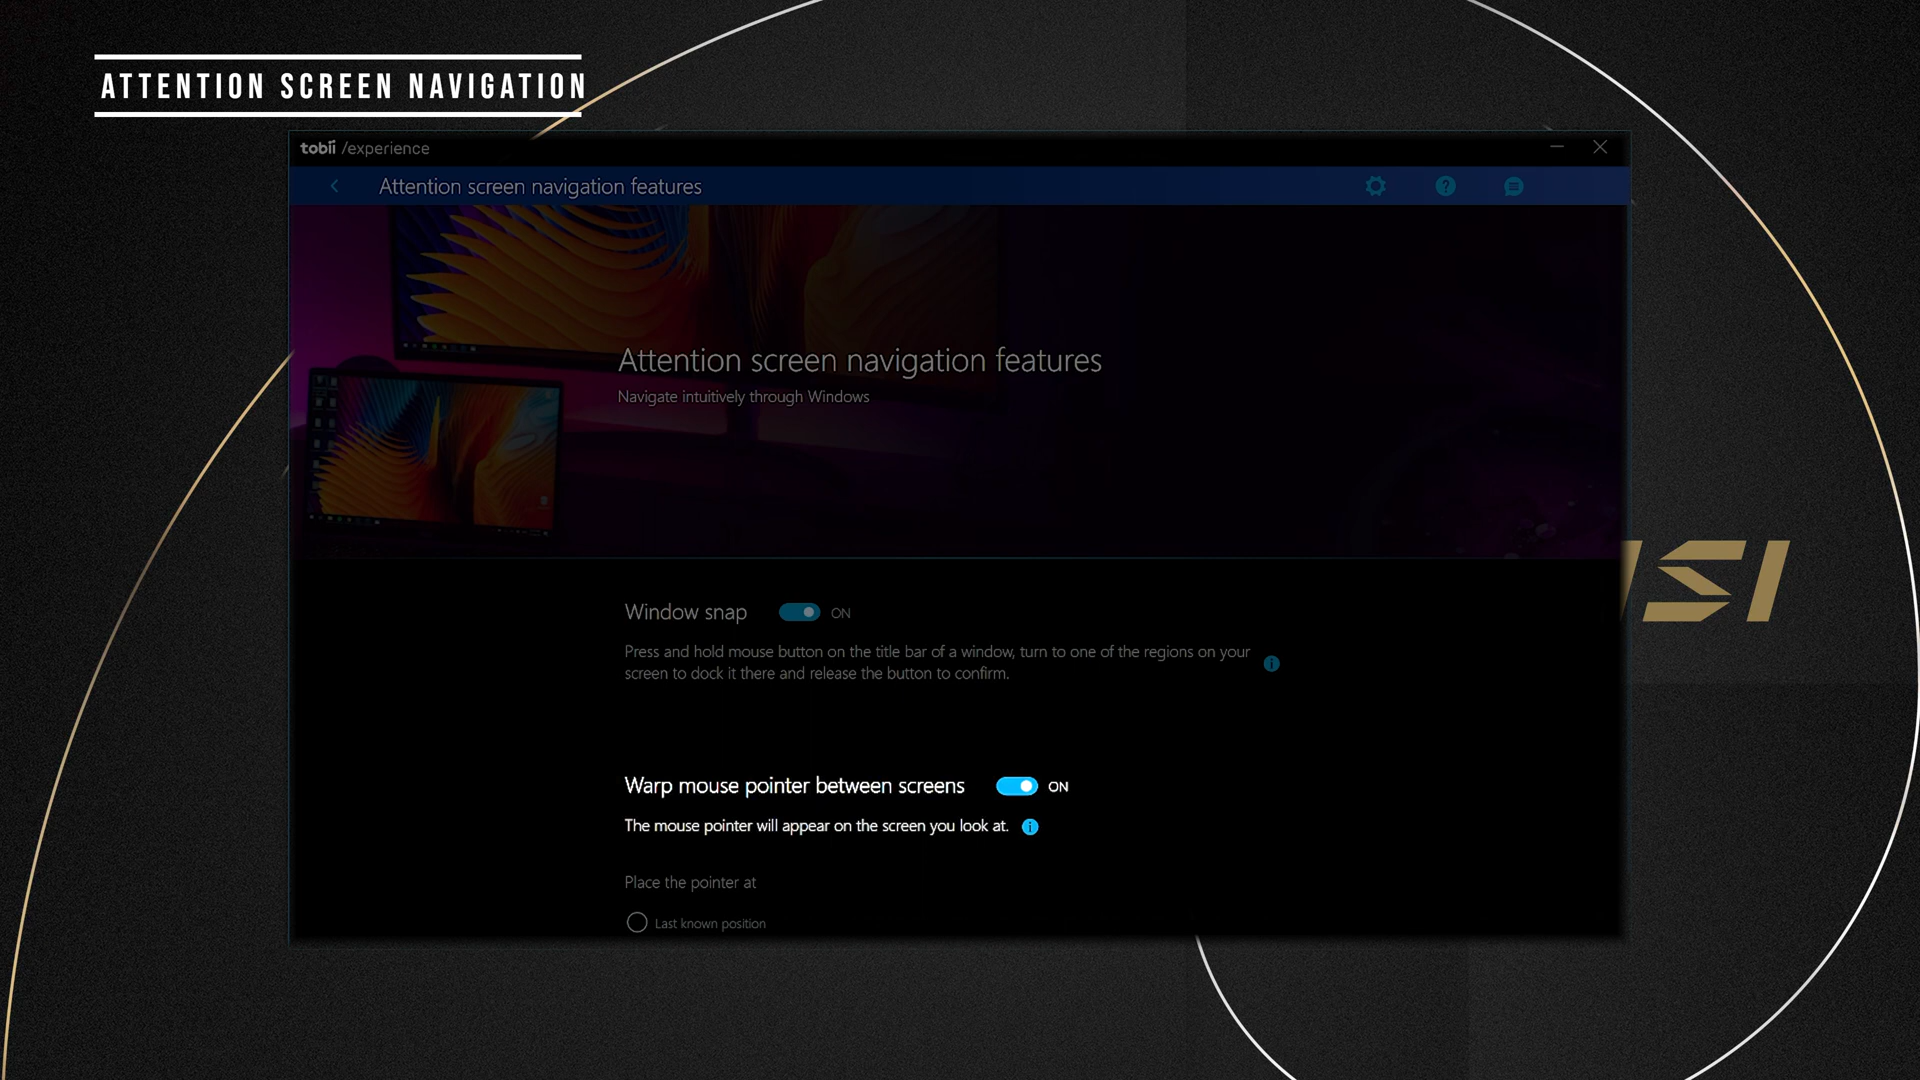 ATTENTION SCREEN NAVIGATION
tobii /experience
Attention screen navigation features
Attention screen navigation features
Navigate intuitively through Windows
Window snap ON
Press and hold mouse button on the title bar of a window, turn to one of the regions on your
screen to dock it there and release the button to confirm.
Warp mouse pointer between screens ON
The mouse pointer will appear on the screen you look at.
Place the pointer at
Last known position